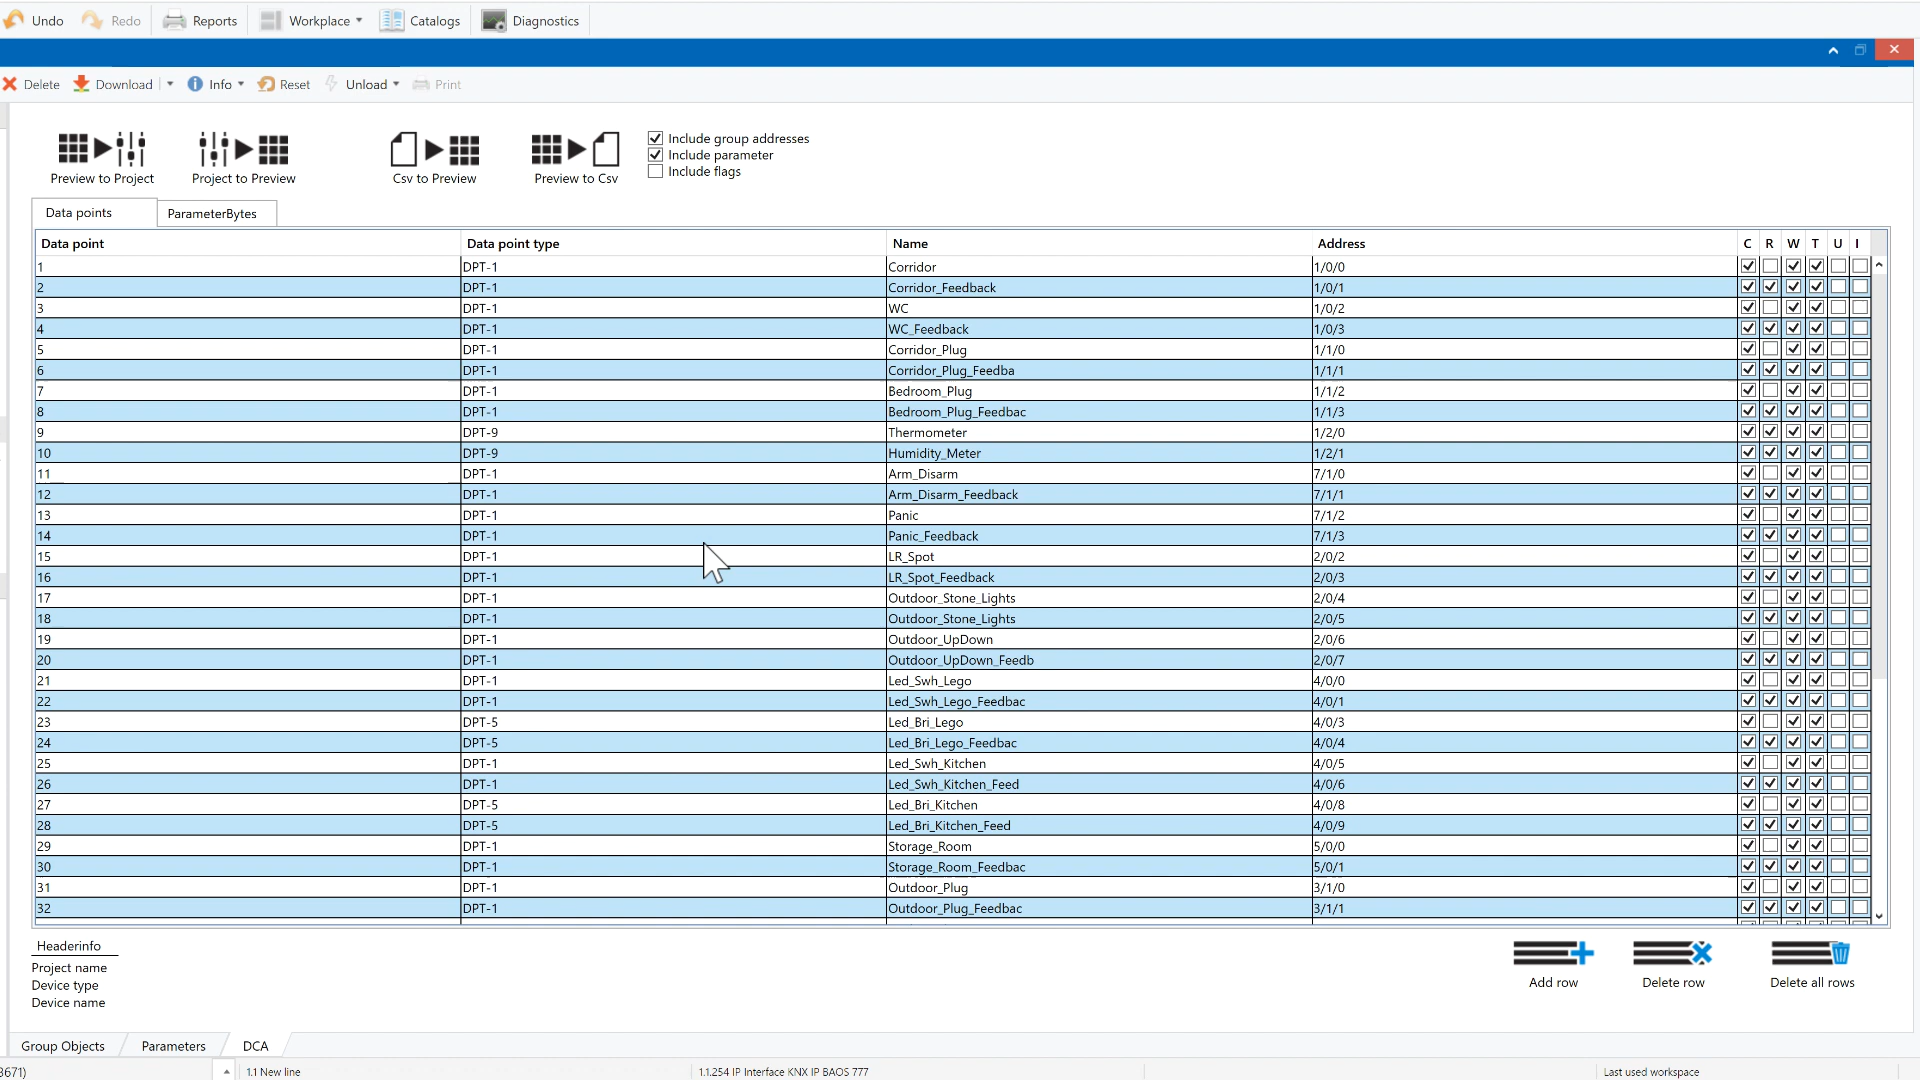 Undo Redo Reports Workplace Catalogs Diagnostics
Delete Download Info Reset Unload Print
Preview to Project Project to Preview Csv to Preview Preview to Csv
Include group addresses
Include parameter
Include flags
Data points ParameterBytes
Data point Data point type Name Address C R W T U I
1 DPT-1 Corridor 1/0/0
2 DPT-1 Corridor_Feedback 1/0/1
3 DPT-1 WC 1/0/2
4 DPT-1 WC_Feedback 1/0/3
5 DPT-1 Corridor_Plug 1/1/0
6 DPT-1 Corridor_Plug_Feedba 1/1/1
7 DPT-1 Bedroom_Plug 1/1/2
8 DPT-1 Bedroom_Plug_Feedbac 1/1/3
9 DPT-9 Thermometer 1/2/0
10 DPT-9 Humidity_Meter 1/2/1
11 DPT-1 Arm_Disarm 7/1/0
12 DPT-1 Arm_Disarm_Feedback 7/1/1
13 DPT-1 Panic 7/1/2
14 DPT-1 Panic_Feedback 7/1/3
15 DPT-1 LR_Spot 2/0/2
16 DPT-1 LR_Spot_Feedback 2/0/3
17 DPT-1 Outdoor_Stone_Lights 2/0/4
18 DPT-1 Outdoor_Stone_Lights 2/0/5
19 DPT-1 Outdoor_UpDown 2/0/6
20 DPT-1 Outdoor_UpDown_Feedb 2/0/7
21 DPT-1 Led_Swh_Lego 4/0/0
22 DPT-1 Led_Swh_Lego_Feedbac 4/0/1
23 DPT-5 Led_Bri_Lego 4/0/3
24 DPT-5 Led_Bri_Lego_Feedbac 4/0/4
25 DPT-1 Led_Swh_Kitchen 4/0/5
26 DPT-1 Led_Swh_Kitchen_Feed 4/0/6
27 DPT-5 Led_Bri_Kitchen 4/0/8
28 DPT-5 Led_Bri_Kitchen_Feed 4/0/9
29 DPT-1 Storage_Room 5/0/0
30 DPT-1 Storage_Room_Feedbac 5/0/1
31 DPT-1 Outdoor_Plug 3/1/0
32 DPT-1 Outdoor_Plug_Feedbac 3/1/1
Headerinfo
Project name
Device type
Device name
Add row Delete row Delete all rows
Group Objects Parameters DCA
3671) 1.1 New line 1.1.254 IP Interface KNX IP BAOS 777 Last used workspace